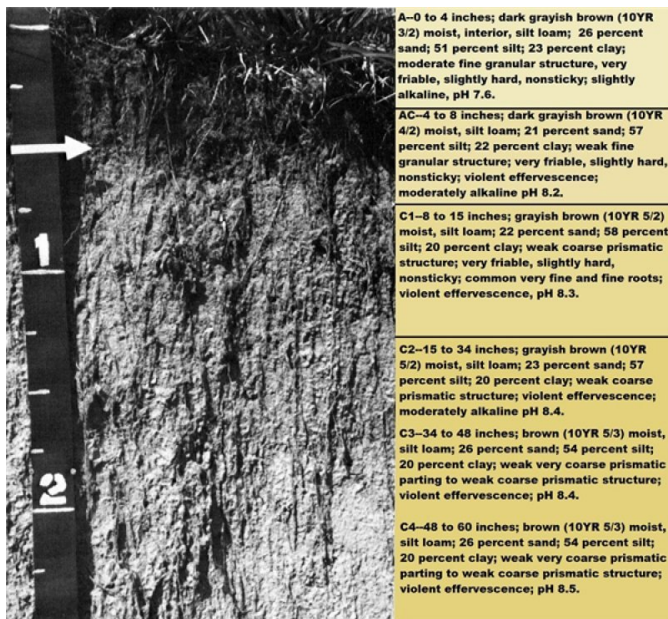 1
2
A--0 to 4 inches; dark grayish brown (10YR
3/2) moist, interior, silt loam;  26 percent
sand; 51 percent silt; 23 percent clay;
moderate fine granular structure, very
friable, slightly hard, nonsticky; slightly
alkaline, pH 7.6.
AC--4 to 8 inches; dark grayish brown (10YR
4/2) moist, silt loam; 21 percent sand; 57
percent silt; 22 percent clay; weak fine
granular structure; very friable, slightly hard,
nonsticky; violent effervescence;
moderately alkaline pH 8.2.
C1--8 to 15 inches; grayish brown (10YR 5/2)
moist, silt loam; 22 percent sand; 58 percent
silt; 20 percent clay; weak coarse prismatic
structure; very friable, slightly hard,
nonsticky; common very fine and fine roots;
violent effervescence, pH 8.3.
C2--15 to 34 inches; grayish brown (10YR
5/2) moist, silt loam; 23 percent sand; 57
percent silt; 20 percent clay; weak coarse
prismatic structure; violent effervescence;
moderately alkaline pH 8.4.
C3--34 to 48 inches; brown (10YR 5/3) moist,
silt loam; 26 percent sand; 54 percent silt;
20 percent clay; weak very coarse prismatic
parting to weak coarse prismatic structure;
violent effervescence; pH 8.4.
C4--48 to 60 inches; brown (10YR 5/3) moist,
silt loam; 26 percent sand; 54 percent silt;
20 percent clay; weak very coarse prismatic
parting to weak coarse prismatic structure;
violent effervescence; pH 8.5.